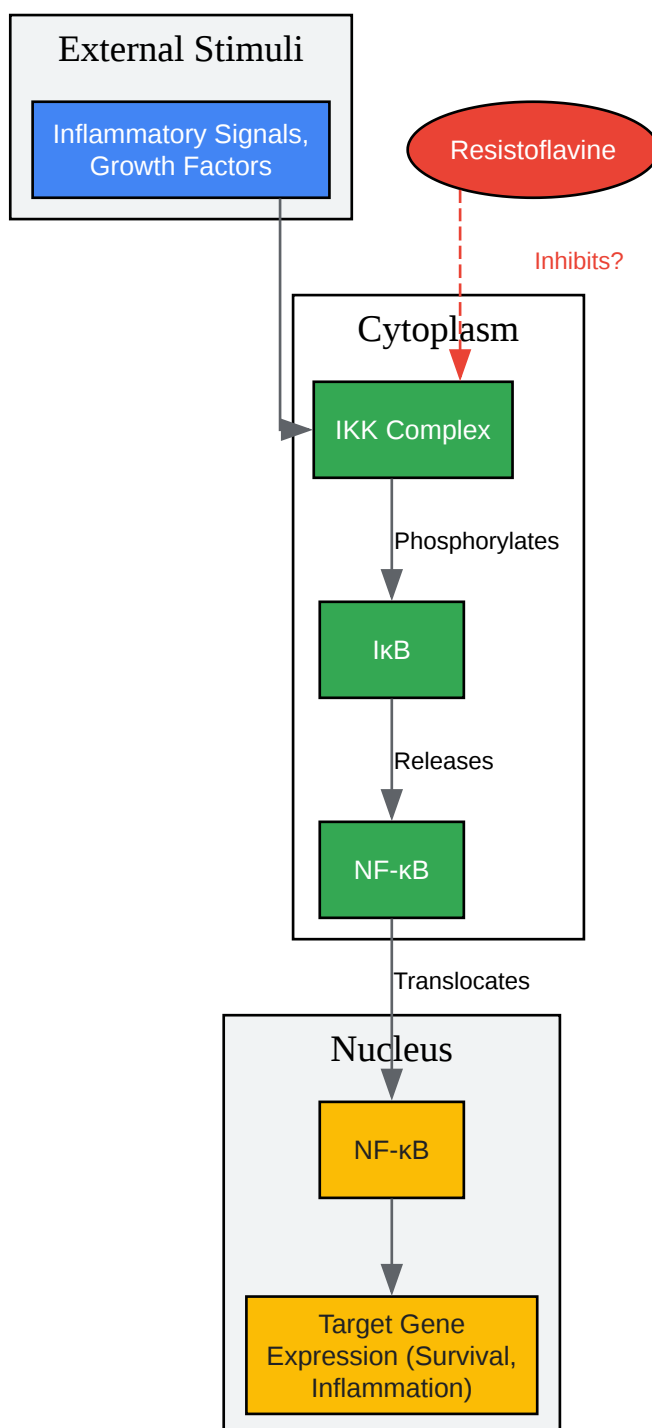 External Stimuli
Inflammatory Signals,
Growth Factors
Resistoflavine
Inhibits?
Cytoplasm
IKK Complex
Phosphorylates
IκB
Releases
NF-κB
Translocates
Nucleus
NF-κB
Target Gene
Expression (Survival,
Inflammation)